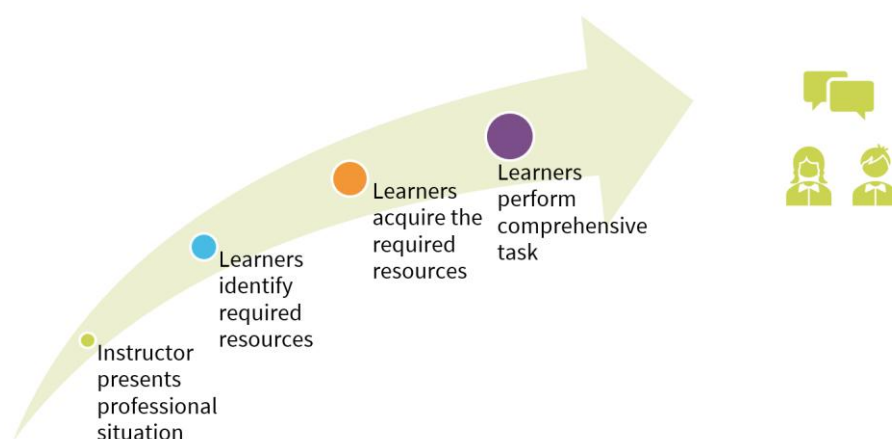 Instructor
presents
professional
situation
Learners
identify
required
resources
Learners
acquire the
required
resources
Learners
perform
comprehensive
task